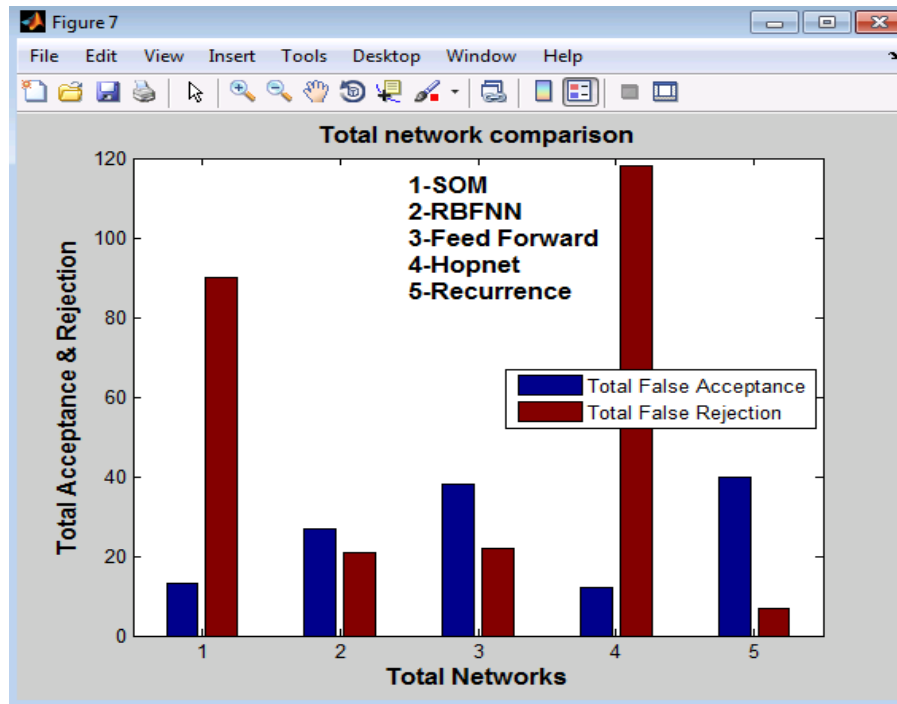 Figure 7
File Edit View Insert Tools Desktop Window Help
Total network comparison
120
100
80
60
40
20
0
Total Acceptance & Rejection
1-SOM
2-RBFNN
3-Feed Forward
4-Hopnet
5-Recurrence
Total False Acceptance
Total False Rejection
1 2 3 4 5
Total Networks